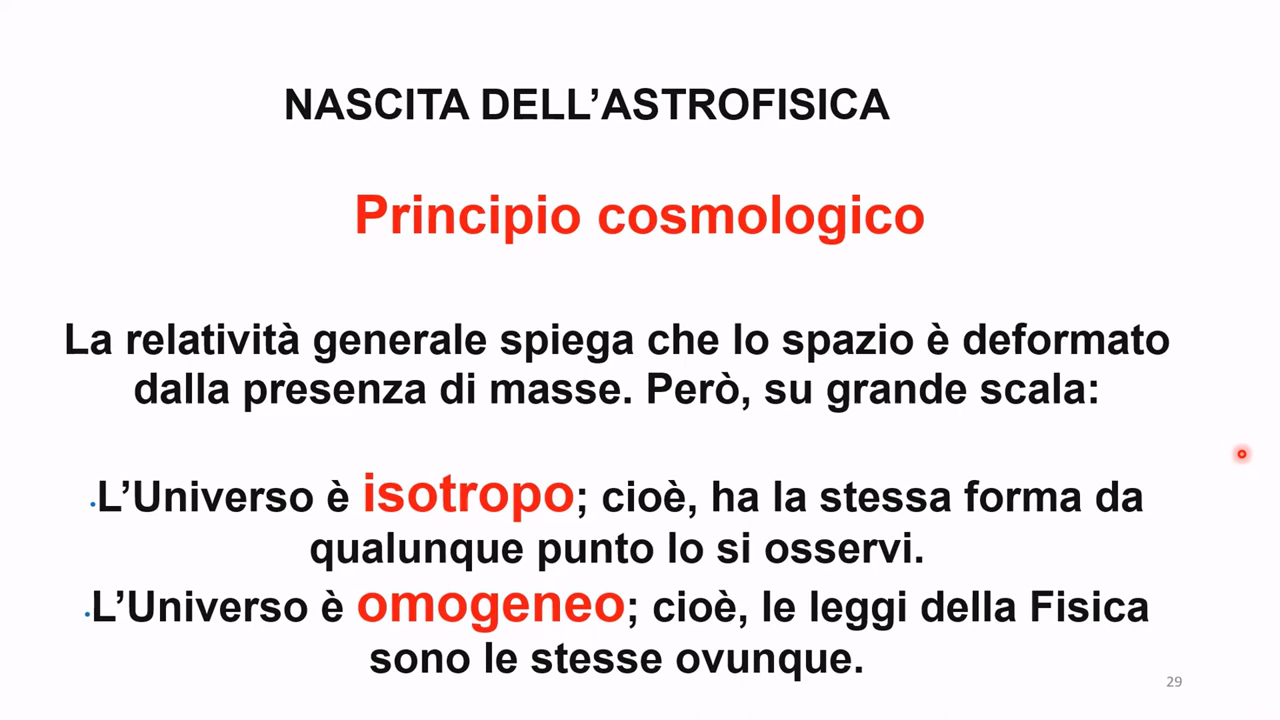 NASCITA DELL’ASTROFISICA
Principio cosmologico
La relatività generale spiega che lo spazio è deformato
dalla presenza di masse. Però, su grande scala:
·L’Universo è isotropo; cioè, ha la stessa forma da
qualunque punto lo si osservi.
·L’Universo è omogeneo; cioè, le leggi della Fisica
sono le stesse ovunque.
29